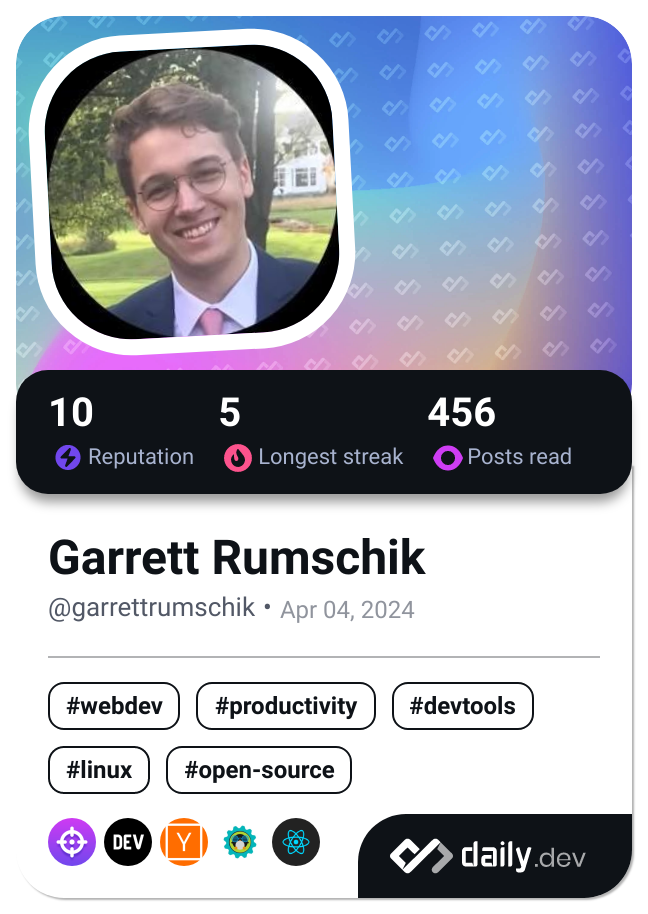 10 5 456
Reputation Longest streak Posts read
Garrett Rumschik
@garrettrumschik • Apr 04, 2024
#webdev #productivity #devtools
#linux #open-source
DEV Y daily.dev